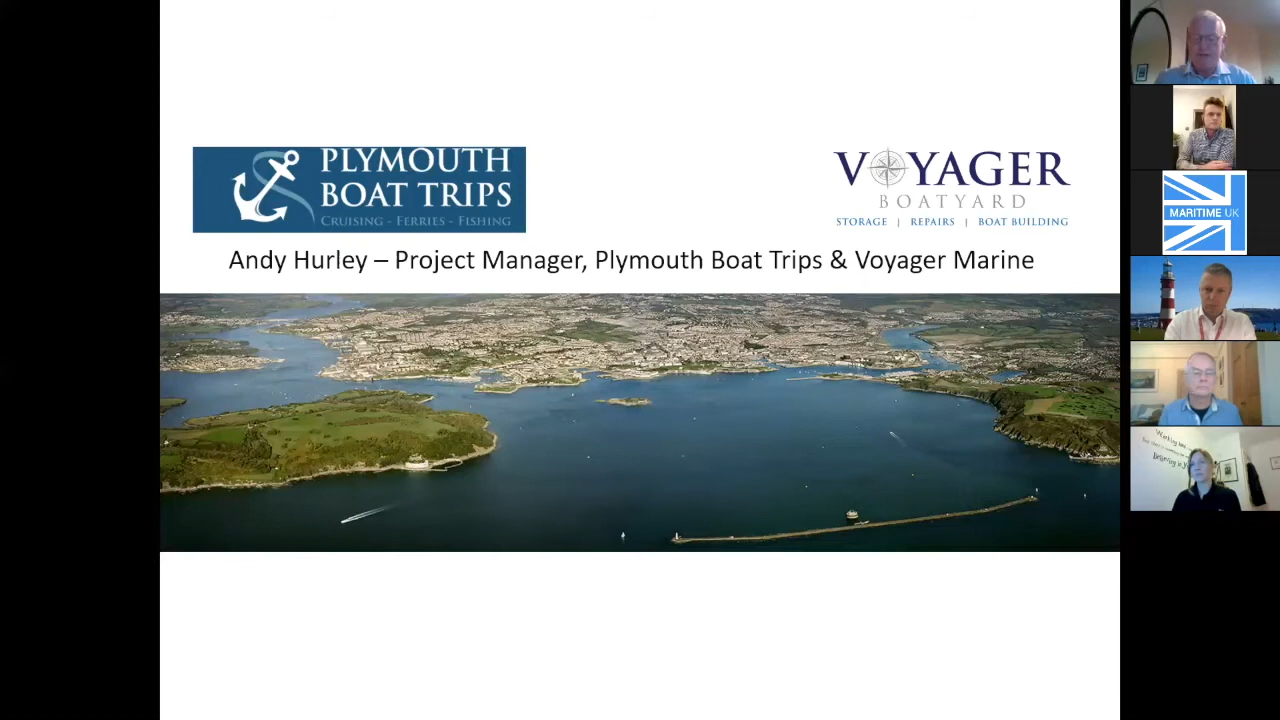 PLYMOUTH
BOAT TRIPS
CRUISING - FERRIES - FISHING
VOYAGER
BOATYARD
STORAGE | REPAIRS | BOAT BUILDING
Andy Hurley – Project Manager, Plymouth Boat Trips & Voyager Marine
MARITIME UK